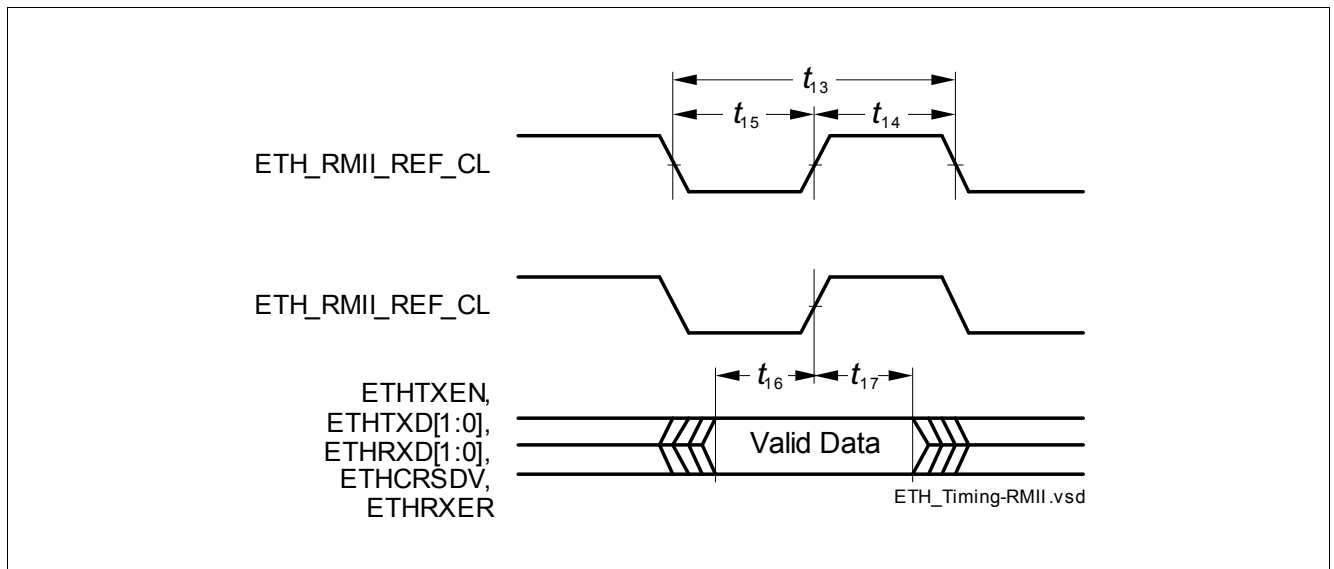 t13
t15
t14
ETH_RMII_REF_CL
ETH_RMII_REF_CL
t16
t17
ETHTXEN,
ETHTXD[1:0],
ETHRXD[1:0],
ETHCRSDV,
ETHRXER
Valid Data
ETH_Timing-RMII.vsd